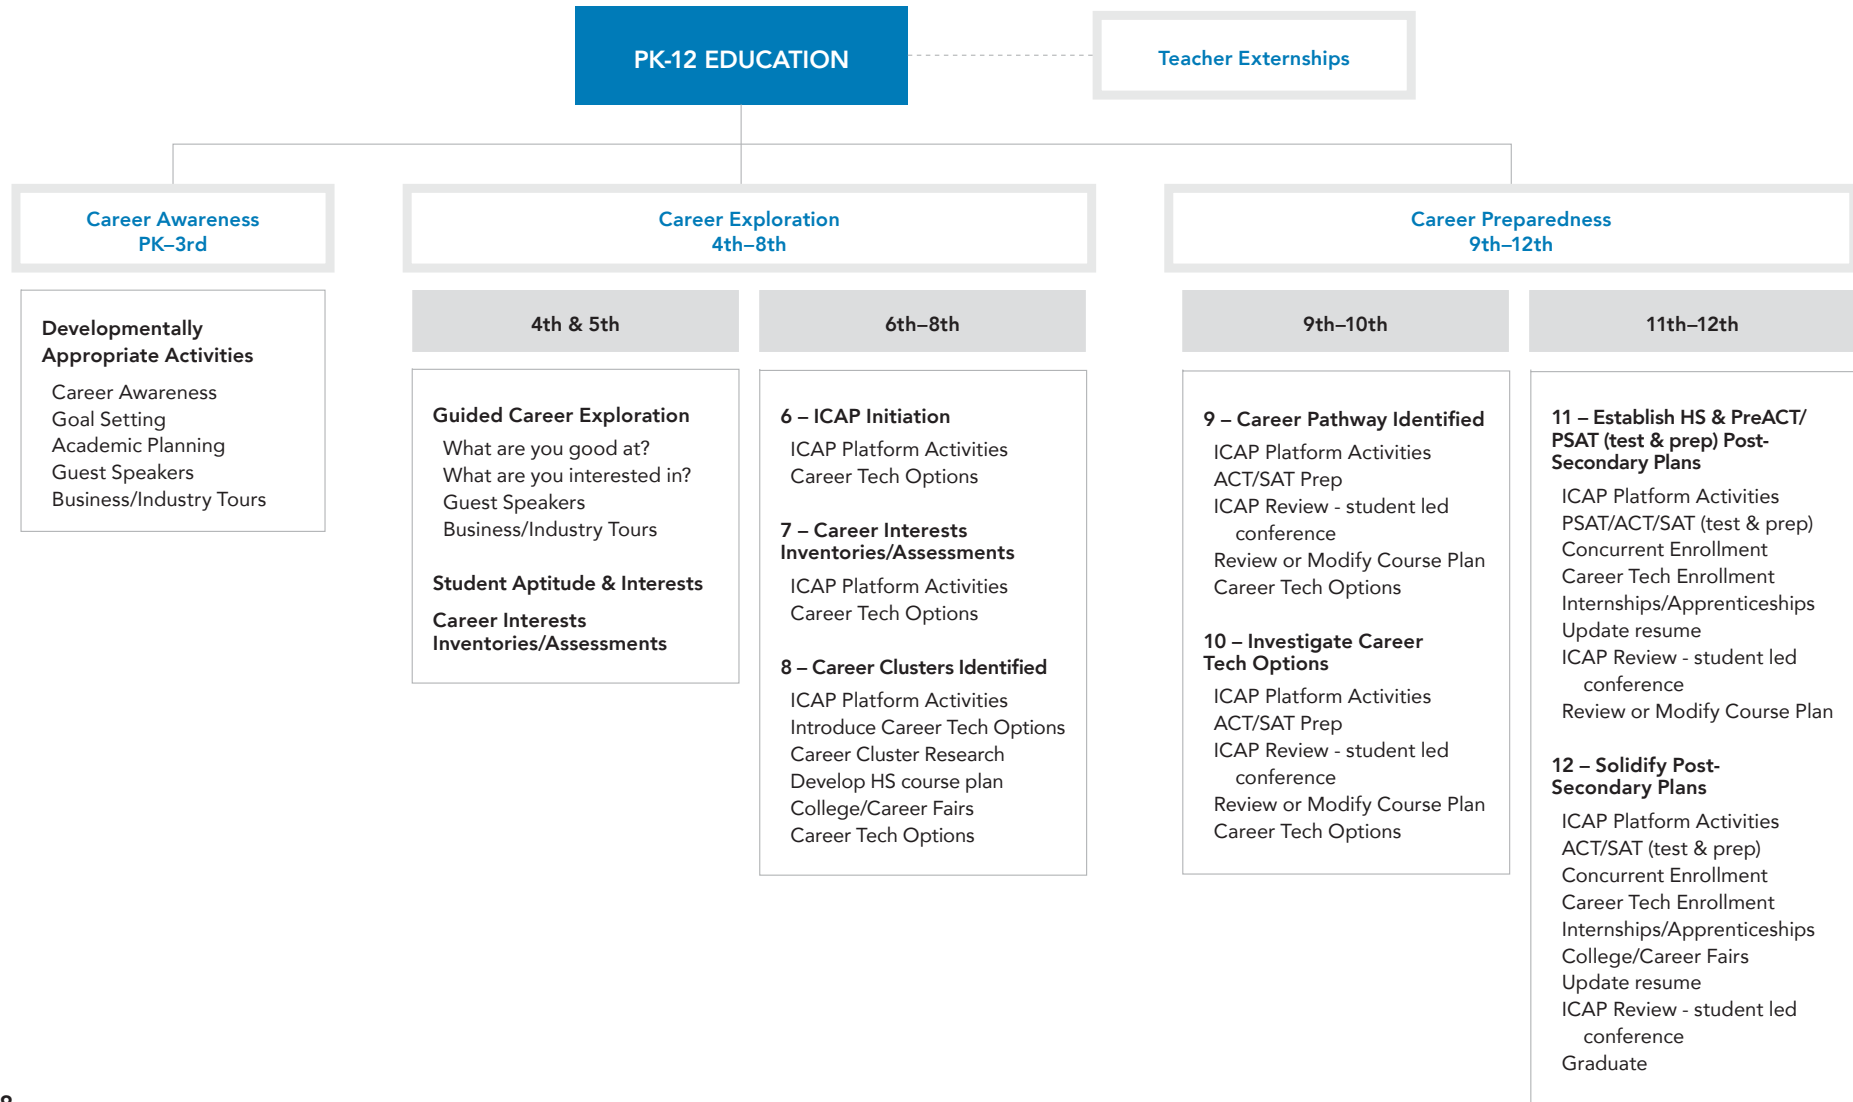 PK-12 EDUCATION
Teacher Externships
Career Awareness
PK–3rd
Developmentally
Appropriate Activities
Career Awareness
Goal Setting
Academic Planning
Guest Speakers
Business/Industry Tours
Career Exploration
4th–8th
4th & 5th
Guided Career Exploration
What are you good at?
What are you interested in?
Guest Speakers
Business/Industry Tours
Student Aptitude & Interests
Career Interests
Inventories/Assessments
6th–8th
6 – ICAP Initiation
ICAP Platform Activities
Career Tech Options
7 – Career Interests
Inventories/Assessments
ICAP Platform Activities
Career Tech Options
8 – Career Clusters Identified
ICAP Platform Activities
Introduce Career Tech Options
Career Cluster Research
Develop HS course plan
College/Career Fairs
Career Tech Options
Career Preparedness
9th–12th
9th–10th
9 – Career Pathway Identified
ICAP Platform Activities
ACT/SAT Prep
ICAP Review - student led
conference
Review or Modify Course Plan
Career Tech Options
10 – Investigate Career
Tech Options
ICAP Platform Activities
ACT/SAT Prep
ICAP Review - student led
conference
Review or Modify Course Plan
Career Tech Options
11th–12th
11 – Establish HS & PreACT/
PSAT (test & prep) Post-
Secondary Plans
ICAP Platform Activities
PSAT/ACT/SAT (test & prep)
Concurrent Enrollment
Career Tech Enrollment
Internships/Apprenticeships
Update resume
ICAP Review - student led
conference
Review or Modify Course Plan
12 – Solidify Post-
Secondary Plans
ICAP Platform Activities
ACT/SAT (test & prep)
Concurrent Enrollment
Career Tech Enrollment
Internships/Apprenticeships
College/Career Fairs
Update resume
ICAP Review - student led
conference
Graduate